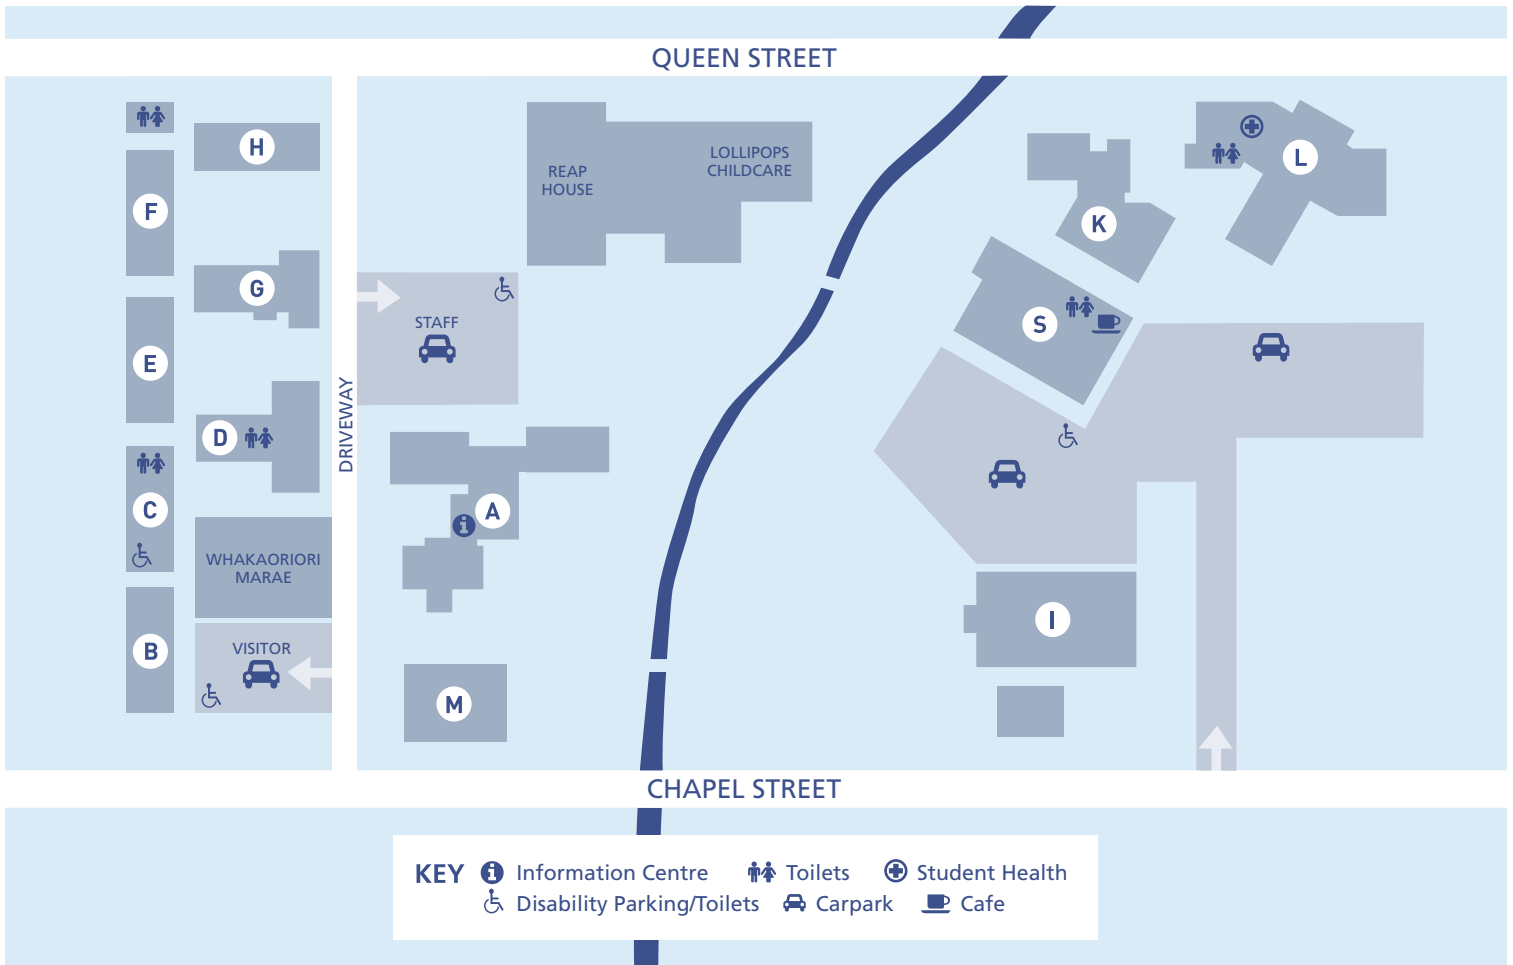 QUEEN STREET
H
F
REAP
HOUSE
LOLLIPOPS
CHILDCARE
L
K
G
S
STAFF
E
DRIVEWAY
D
C
A
i
WHAKAORIORI
MARAE
I
B
VISITOR
M
CHAPEL STREET
KEY
i Information Centre
Toilets
Student Health
Disability Parking/Toilets
Carpark
Cafe